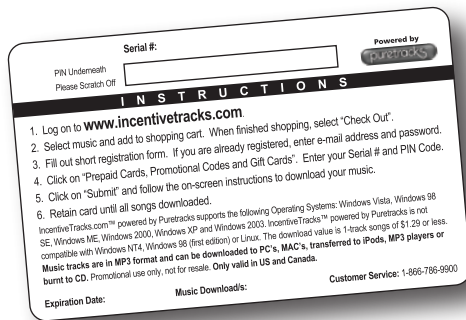 Serial #:
Powered by
puretracks
PIN Underneath
Please Scratch Off
INSTRUCTIONS
1. Log on to www.incentivetracks.com.
2. Select music and add to shopping cart. When finished shopping, select “Check Out”.
3. Fill out short registration form. If you are already registered, enter e-mail address and password.
4. Click on “Prepaid Cards, Promotional Codes and Gift Cards”. Enter your Serial # and PIN Code.
5. Click on “Submit” and follow the on-screen instructions to download your music.
6. Retain card until all songs downloaded.
IncentiveTracks.com™ powered by Puretracks supports the following Operating Systems: Windows Vista, Windows 98
SE, Windows ME, Windows 2000, Windows XP and Windows 2003. IncentiveTracks™ powered by Puretracks is not
compatible with Windows NT4, Windows 98 (first edition) or Linux. The download value is 1-track songs of $1.29 or less.
Music tracks are in MP3 format and can be downloaded to PC's, MAC's, transferred to iPods, MP3 players or
burnt to CD. Promotional use only, not for resale. Only valid in US and Canada.
Expiration Date: Music Download/s: Customer Service: 1-866-786-9900